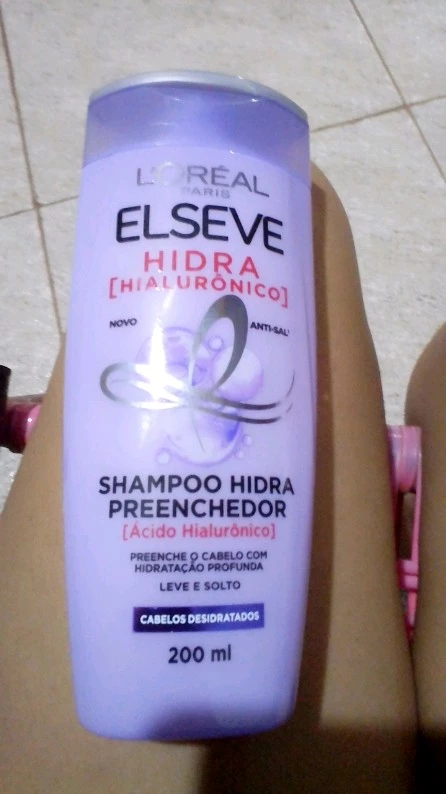 L'ORÉAL
PARIS
ELSEVE
HIDRA
[HIALURÔNICO]
NOVO
ANTI-SAL¹
SHAMPOO HIDRA
PREENCHEDOR
[Ácido Hialurônico]
PREENCHE O CABELO COM
HIDRATAÇÃO PROFUNDA
LEVE E SOLTO
CABELOS DESIDRATADOS
200 ml